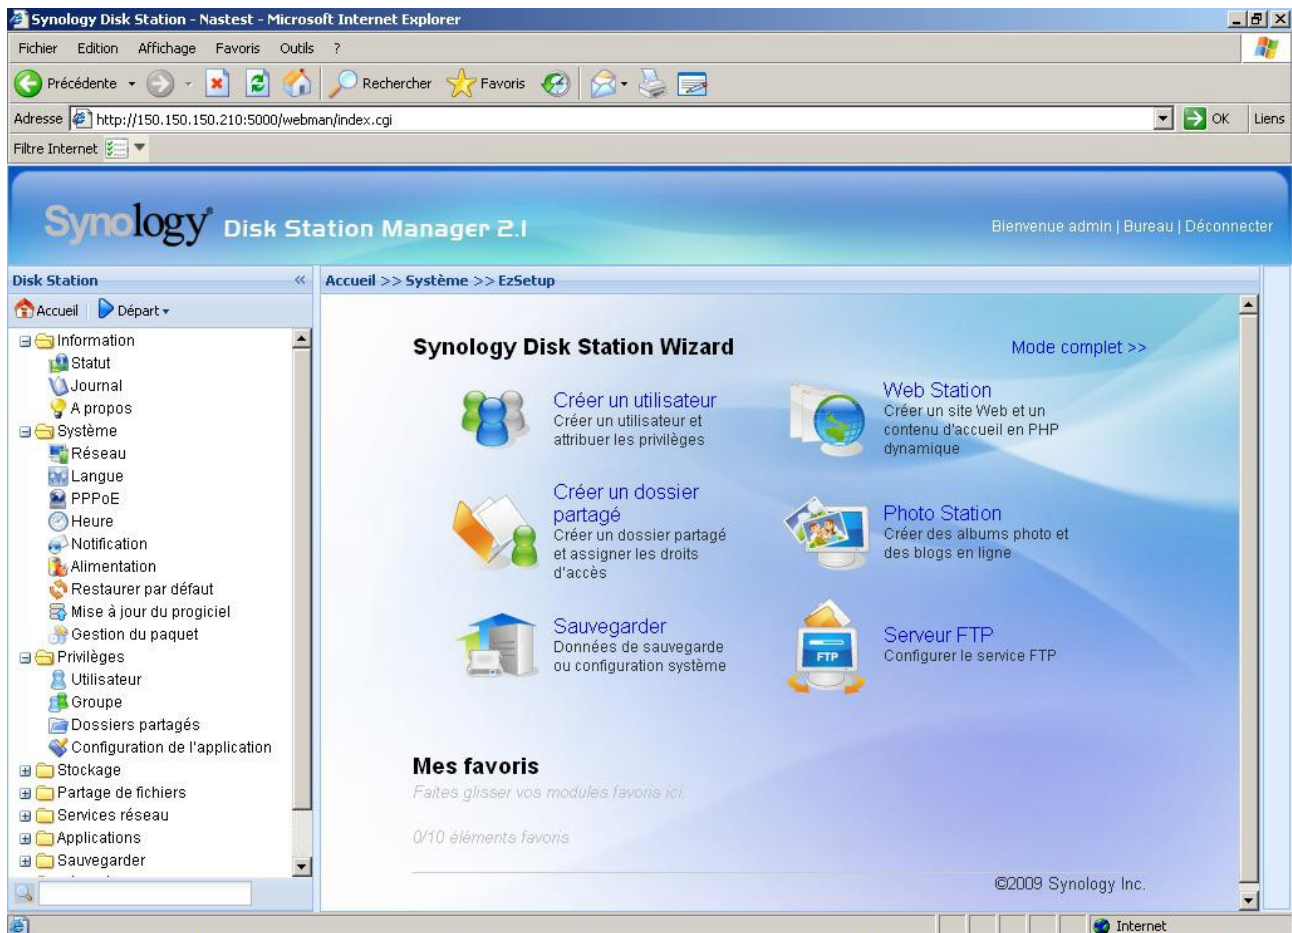 Synology Disk Station - Nastest - Microsoft Internet Explorer
Fichier Edition Affichage Favoris Outils ?
Précédente Rechercher Favoris
Adresse http://150.150.150.210:5000/webman/index.cgi OK Liens
Filtre Internet
Synology Disk Station Manager 2.1
Bienvenue admin | Bureau | Déconnecter
Disk Station «
Accueil Départ
Information
Statut
Journal
A propos
Système
Réseau
Langue
PPPoE
Heure
Notification
Alimentation
Restaurer par défaut
Mise à jour du progiciel
Gestion du paquet
Privilèges
Utilisateur
Groupe
Dossiers partagés
Configuration de l'application
Stockage
Partage de fichiers
Services réseau
Applications
Sauvegarder
Accueil >> Système >> EzSetup
Synology Disk Station Wizard
Mode complet >>
Créer un utilisateur
Créer un utilisateur et
attribuer les privilèges
Web Station
Créer un site Web et un
contenu d'accueil en PHP
dynamique
Créer un dossier
partagé
Créer un dossier partagé
et assigner les droits
d'accès
Photo Station
Créer des albums photo et
des blogs en ligne
Sauvegarder
Données de sauvegarde
ou configuration système
FTP
Serveur FTP
Configurer le service FTP
Mes favoris
Faites glisser vos modules favoris ici.
0/10 éléments favoris
©2009 Synology Inc.
Internet